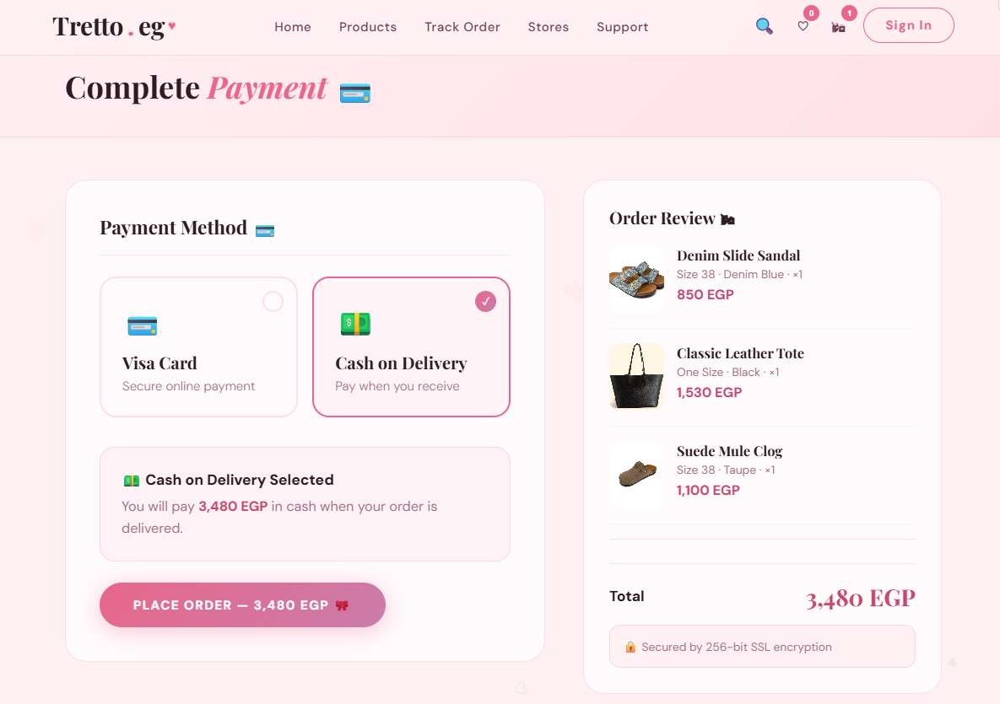 Tretto.eg♥
Home Products Track Order Stores Support
0
1
Sign In
Complete Payment
Payment Method
✓
Visa Card
Secure online payment
Cash on Delivery
Pay when you receive
$
Cash on Delivery Selected
You will pay 3,480 EGP in cash when your order is
delivered.
PLACE ORDER — 3,480 EGP
Order Review
Denim Slide Sandal
Size 38 · Denim Blue · ×1
850 EGP
Classic Leather Tote
One Size · Black · ×1
1,530 EGP
Suede Mule Clog
Size 38 · Taupe · ×1
1,100 EGP
Total 3,480 EGP
Secured by 256-bit SSL encryption